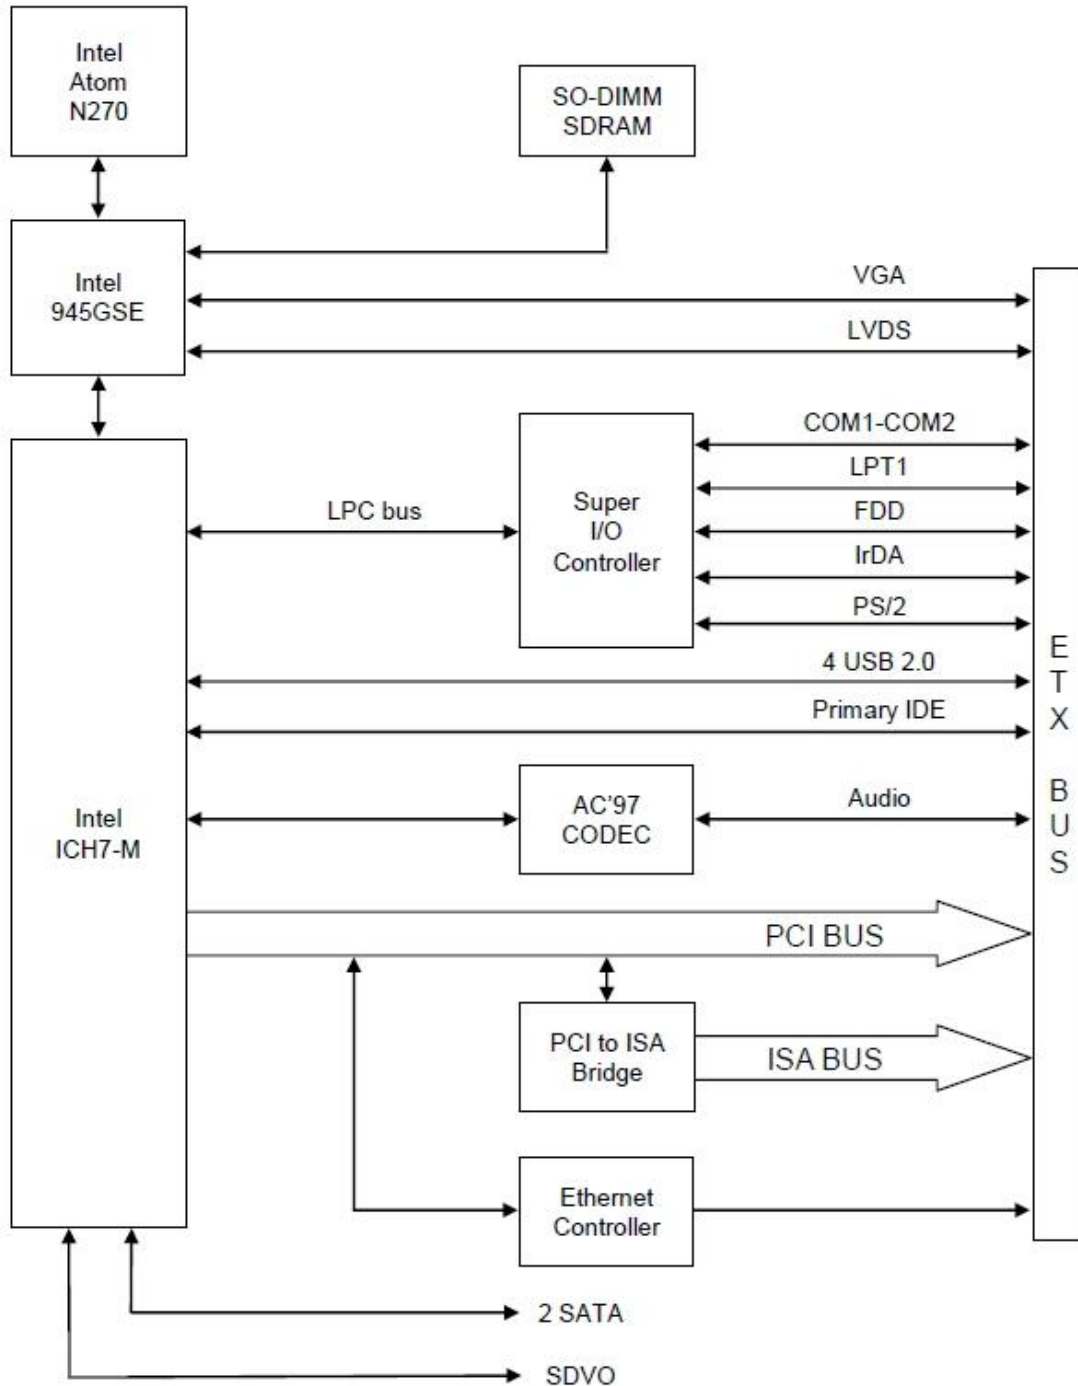 Intel
Atom
N270
SO-DIMM
SDRAM
Intel
945GSE
VGA
LVDS
COM1-COM2
LPT1
FDD
IrDA
PS/2
LPC bus
Super
I/O
Controller
4 USB 2.0
Primary IDE
ETX BUS
Intel
ICH7-M
AC'97
CODEC
Audio
PCI BUS
PCI to ISA
Bridge
ISA BUS
Ethernet
Controller
2 SATA
SDVO